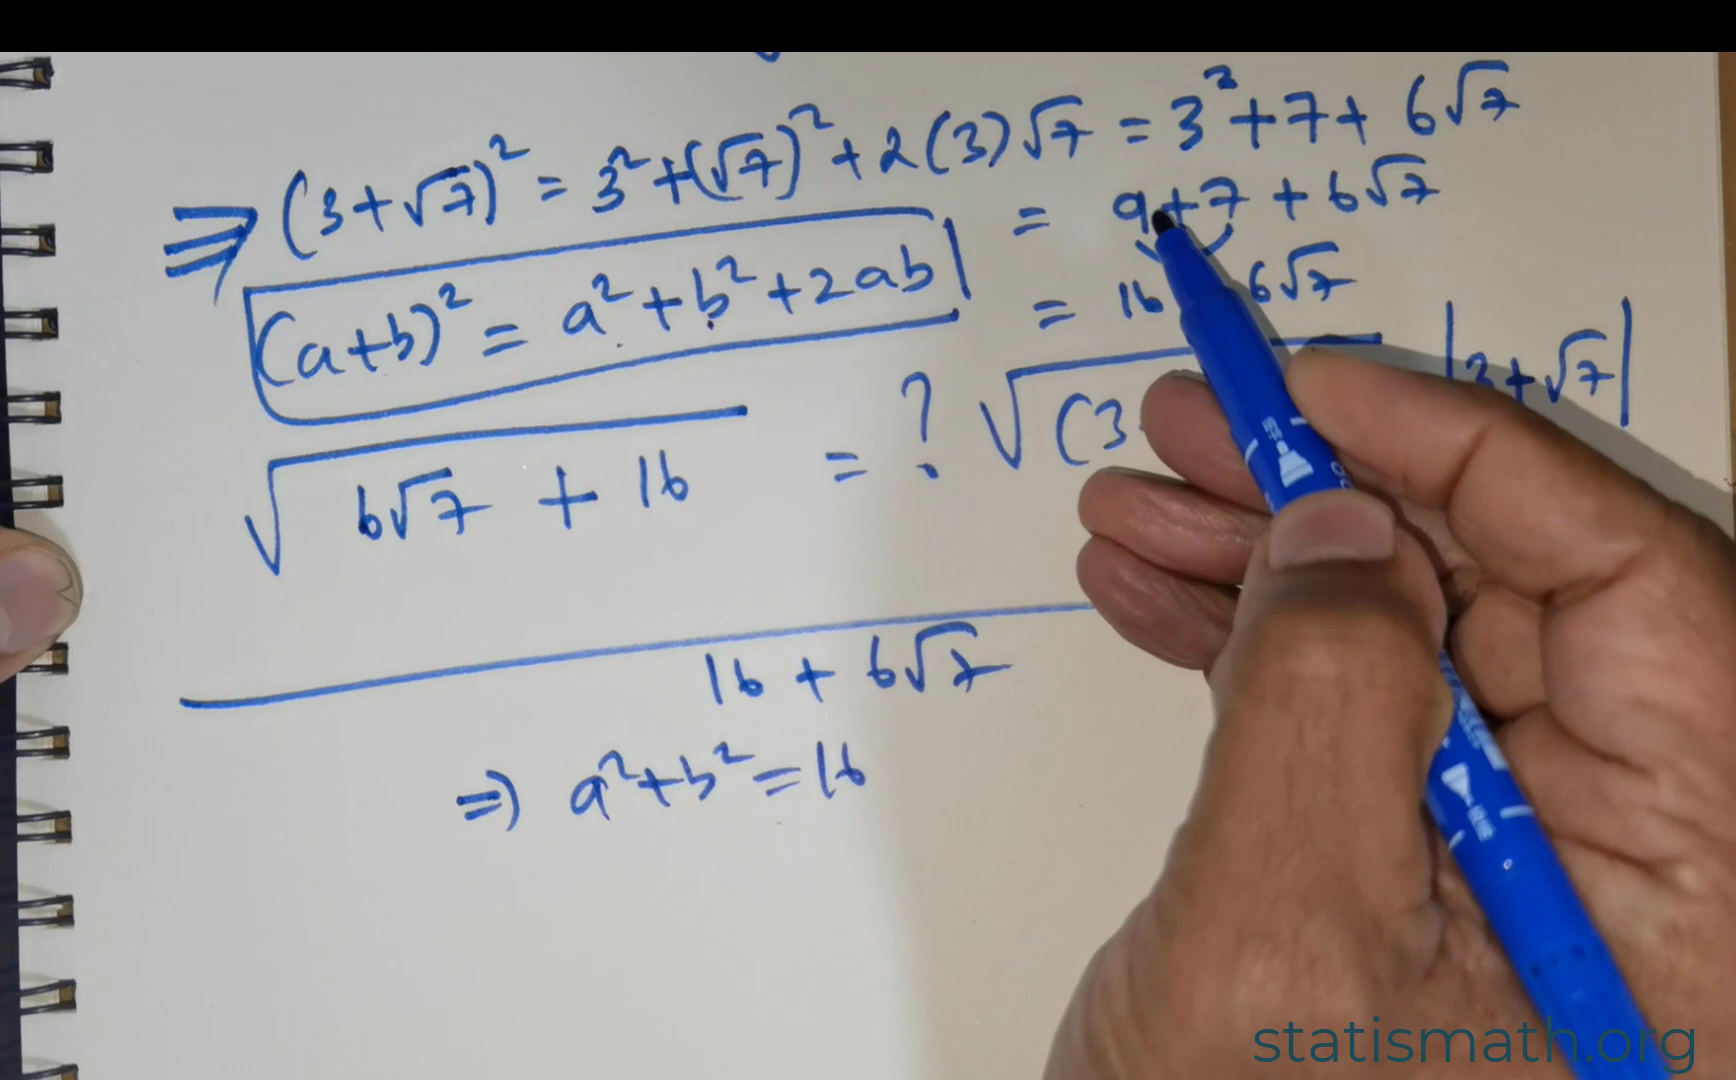 ⇒ (3+√7)² = 3²+(√7)²+2(3)√7 = 3²+7+ 6√7
= 9+7 + 6√7
(a+b)² = a²+b²+2ab
= 16 6√7
√(6√7 + 16) = ? √(3 |3+√7|
16 + 6√7
⇒) a²+b²=16
statismath.org